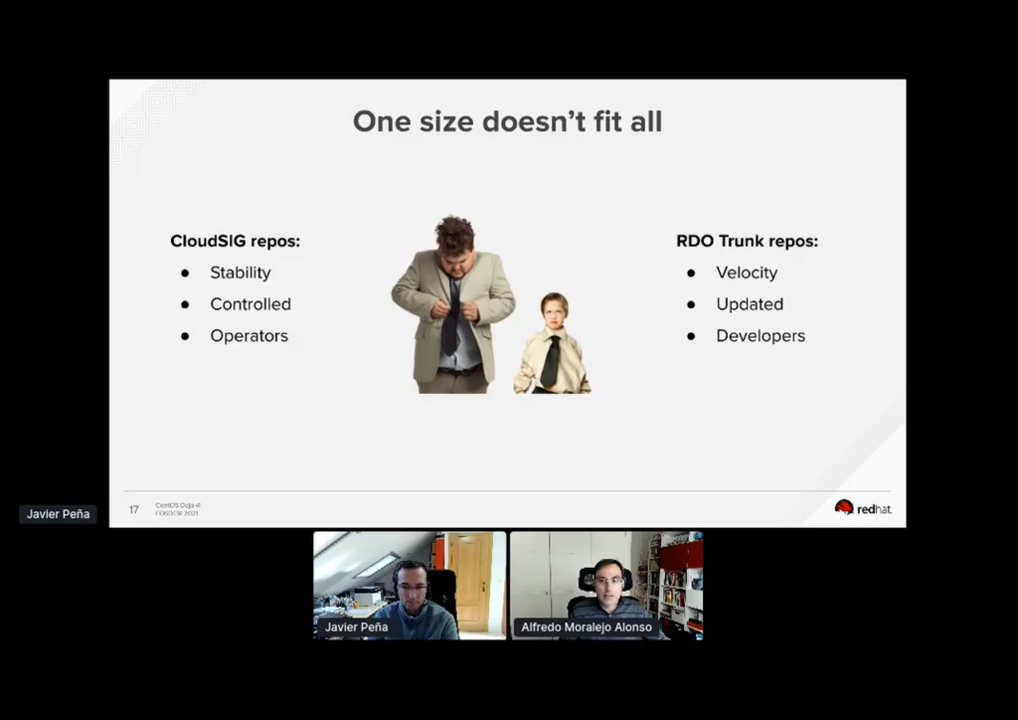 One size doesn’t fit all
CloudSIG repos:
● Stability
● Controlled
● Operators
RDO Trunk repos:
● Velocity
● Updated
● Developers
17
CentOS Dojo @
FOSDEM 2021
redhat.
Javier Peña
Javier Peña
Alfredo Moralejo Alonso